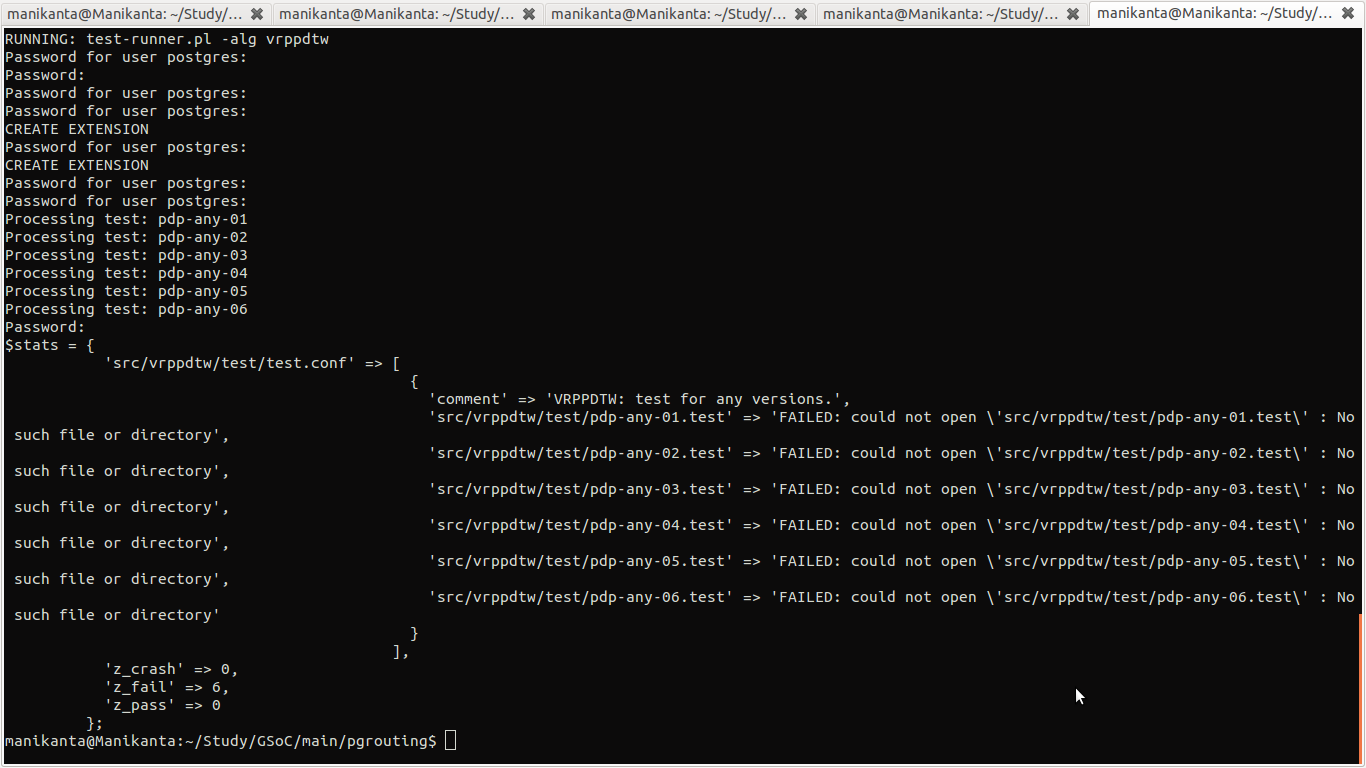 manikanta@Manikanta: ~/Study/... ✖ manikanta@Manikanta: ~/Study/... ✖ manikanta@Manikanta: ~/Study/... ✖ manikanta@Manikanta: ~/Study/... ✖ manikanta@Manikanta: ~/Study/... ✖
RUNNING: test-runner.pl -alg vrppdtw
Password for user postgres:
Password:
Password for user postgres:
Password for user postgres:
CREATE EXTENSION
Password for user postgres:
CREATE EXTENSION
Password for user postgres:
Password for user postgres:
Processing test: pdp-any-01
Processing test: pdp-any-02
Processing test: pdp-any-03
Processing test: pdp-any-04
Processing test: pdp-any-05
Processing test: pdp-any-06
Password:
$stats = {
'src/vrppdtw/test/test.conf' => [
{
'comment' => 'VRPPDTW: test for any versions.',
'src/vrppdtw/test/pdp-any-01.test' => 'FAILED: could not open \'src/vrppdtw/test/pdp-any-01.test\' : No
such file or directory',
'src/vrppdtw/test/pdp-any-02.test' => 'FAILED: could not open \'src/vrppdtw/test/pdp-any-02.test\' : No
such file or directory',
'src/vrppdtw/test/pdp-any-03.test' => 'FAILED: could not open \'src/vrppdtw/test/pdp-any-03.test\' : No
such file or directory',
'src/vrppdtw/test/pdp-any-04.test' => 'FAILED: could not open \'src/vrppdtw/test/pdp-any-04.test\' : No
such file or directory',
'src/vrppdtw/test/pdp-any-05.test' => 'FAILED: could not open \'src/vrppdtw/test/pdp-any-05.test\' : No
such file or directory',
'src/vrppdtw/test/pdp-any-06.test' => 'FAILED: could not open \'src/vrppdtw/test/pdp-any-06.test\' : No
such file or directory'
}
],
'z_crash' => 0,
'z_fail' => 6,
'z_pass' => 0
};
manikanta@Manikanta:~/Study/GSoC/main/pgrouting$